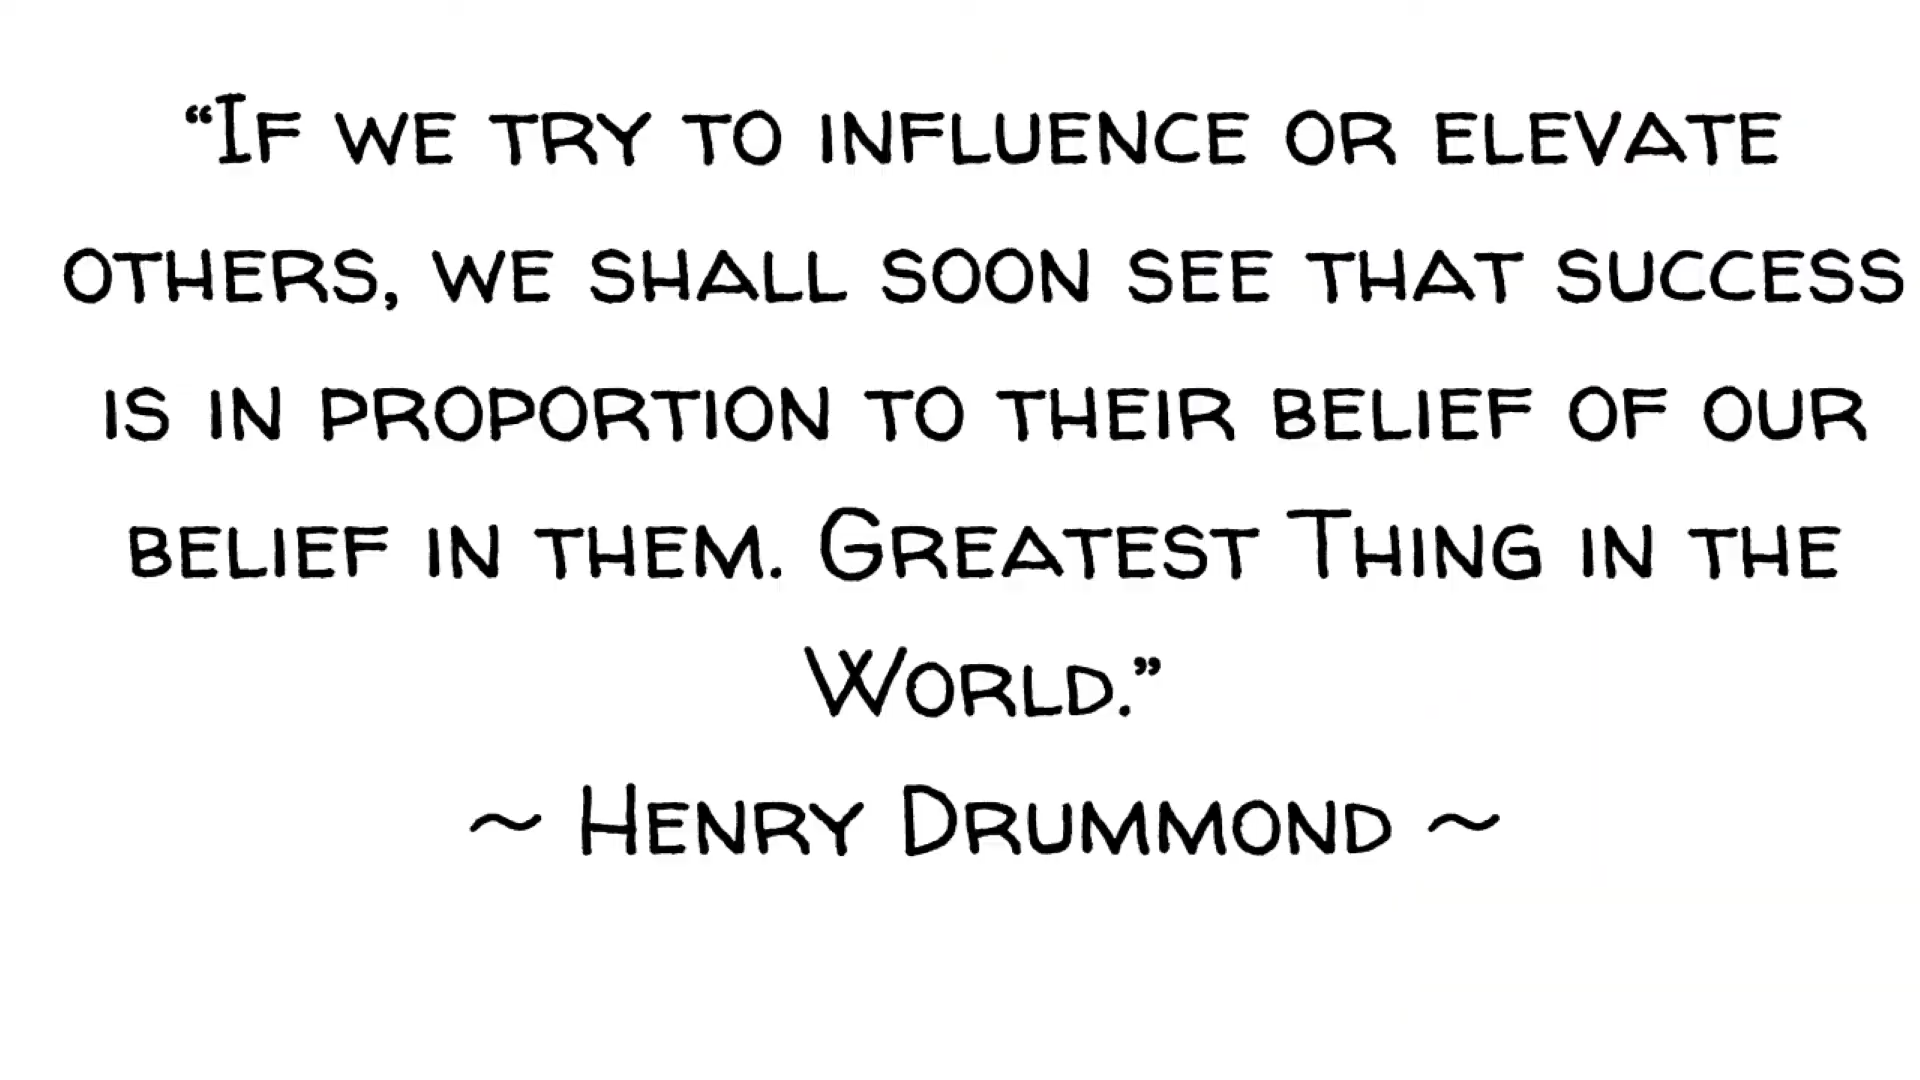 “If we try to influence or elevate
others, we shall soon see that success
is in proportion to their belief of our
belief in them. Greatest Thing in the
World.”
~ Henry Drummond ~